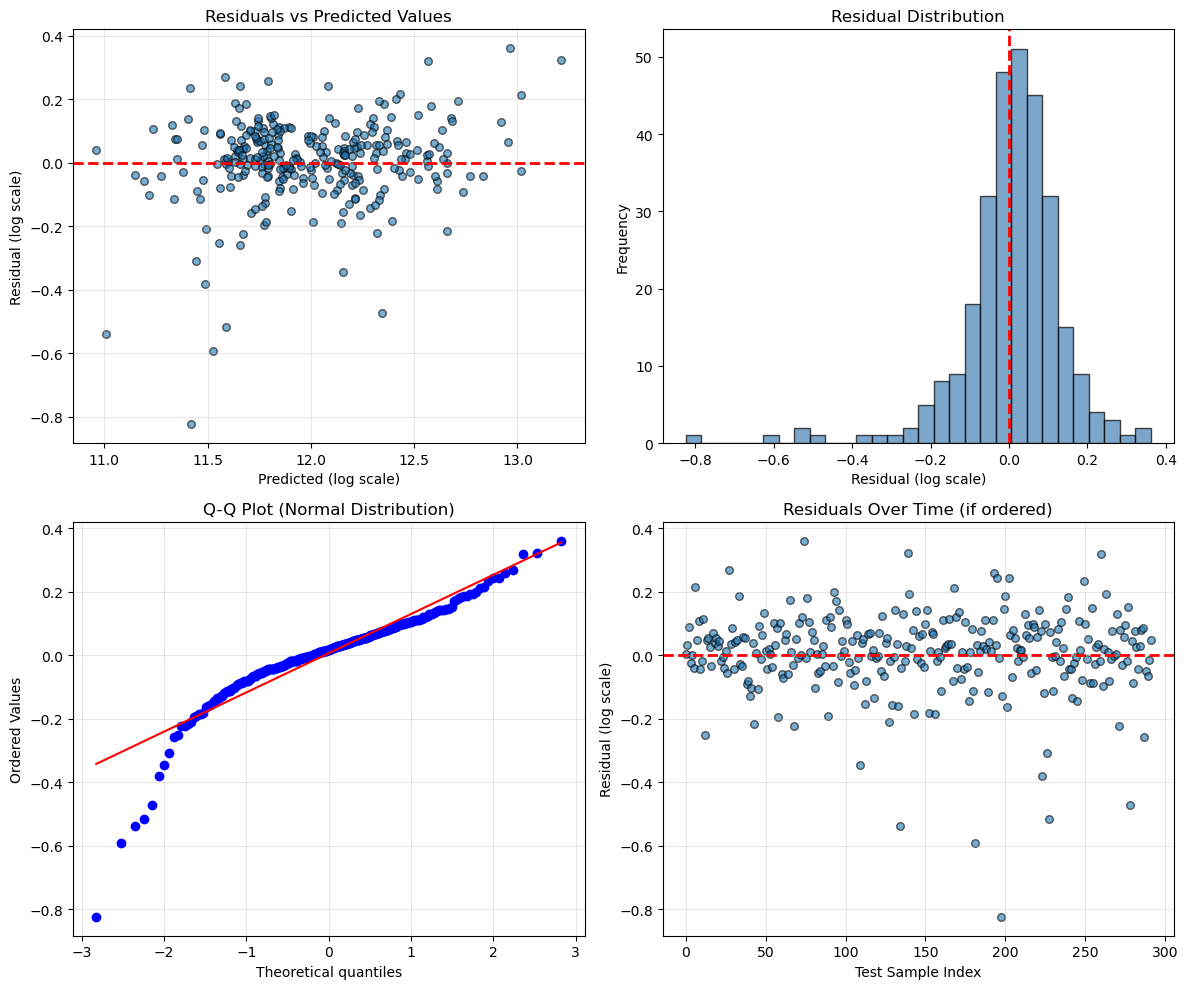 Residuals vs Predicted Values
Residual (log scale)
0.4
0.2
0.0
−0.2
−0.4
−0.6
−0.8
11.0 11.5 12.0 12.5 13.0
Predicted (log scale)
Residual Distribution
Frequency
50
40
30
20
10
0
−0.8 −0.6 −0.4 −0.2 0.0 0.2 0.4
Residual (log scale)
Q-Q Plot (Normal Distribution)
Ordered Values
0.4
0.2
0.0
−0.2
−0.4
−0.6
−0.8
−3 −2 −1 0 1 2 3
Theoretical quantiles
Residuals Over Time (if ordered)
Residual (log scale)
0.4
0.2
0.0
−0.2
−0.4
−0.6
−0.8
0 50 100 150 200 250 300
Test Sample Index